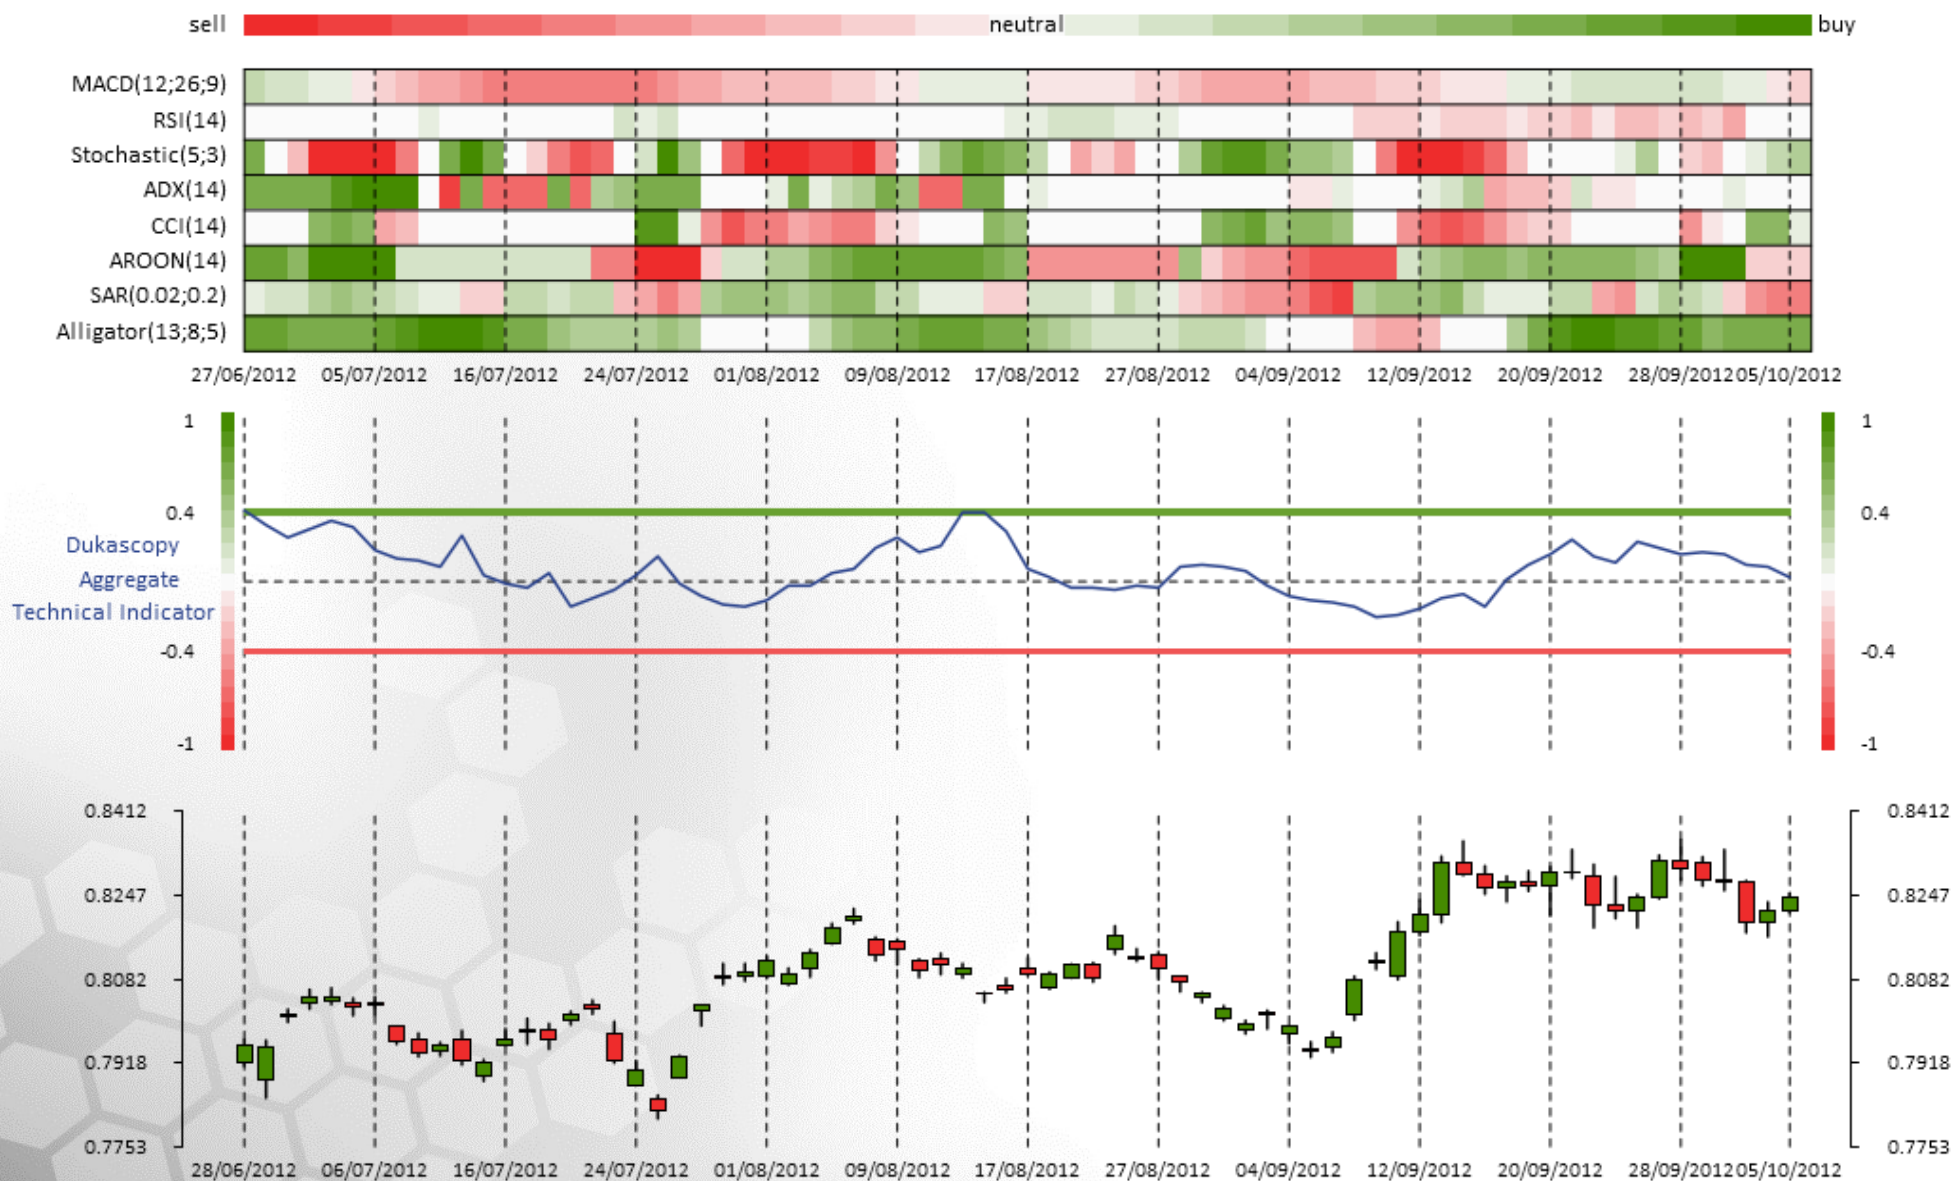 sell neutral buy
MACD(12;26;9)
RSI(14)
Stochastic(5;3)
ADX(14)
CCI(14)
AROON(14)
SAR(0.02;0.2)
Alligator(13;8;5)
27/06/2012 05/07/2012 16/07/2012 24/07/2012 01/08/2012 09/08/2012 17/08/2012 27/08/2012 04/09/2012 12/09/2012 20/09/2012 28/09/2012 05/10/2012
1 1
0.4 0.4
Dukascopy
Aggregate
Technical Indicator
-0.4 -0.4
-1 -1
0.8412 0.8412
0.8247 0.8247
0.8082 0.8082
0.7918 0.7918
0.7753 0.7753
28/06/2012 06/07/2012 16/07/2012 24/07/2012 01/08/2012 09/08/2012 17/08/2012 27/08/2012 04/09/2012 12/09/2012 20/09/2012 28/09/2012 05/10/2012